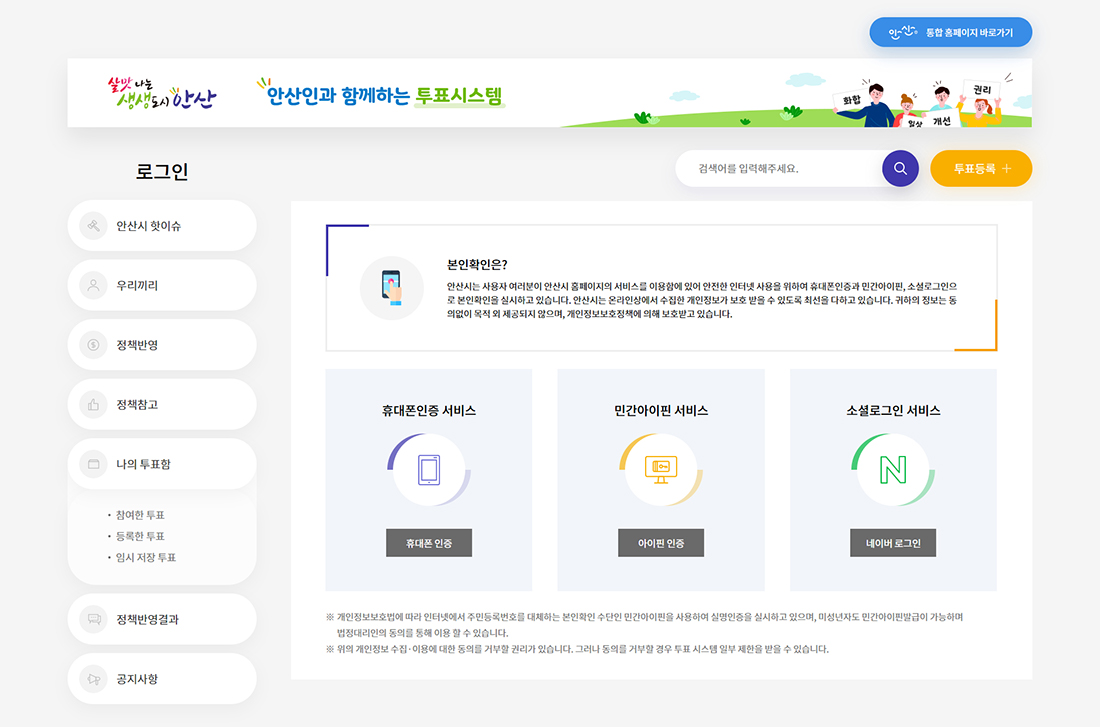 안산 통합 홈페이지 바로가기
살맛나는
생생도시 안산
안산인과 함께하는 투표시스템
화합
일상
개선
권리
로그인
검색어를 입력해주세요.
투표등록 +
안산시 핫이슈
우리끼리
정책반영
정책참고
나의 투표함
· 참여한 투표
· 등록한 투표
· 임시 저장 투표
정책반영결과
공지사항
본인확인은?
안산시는 사용자 여러분이 안산시 홈페이지의 서비스를 이용함에 있어 안전한 인터넷 사용을 위하여 휴대폰인증과 민간아이핀, 소셜로그인으
로 본인확인을 실시하고 있습니다. 안산시는 온라인상에서 수집한 개인정보가 보호 받을 수 있도록 최선을 다하고 있습니다. 귀하의 정보는 동
의없이 목적 외 제공되지 않으며, 개인정보보호정책에 의해 보호받고 있습니다.
휴대폰인증 서비스
휴대폰 인증
민간아이핀 서비스
아이핀 인증
소셜로그인 서비스
N
네이버 로그인
※ 개인정보보호법에 따라 인터넷에서 주민등록번호를 대체하는 본인확인 수단인 민간아이핀을 사용하여 실명인증을 실시하고 있으며, 미성년자도 민간아이핀발급이 가능하며
법정대리인의 동의를 통해 이용 할 수 있습니다.
※ 위의 개인정보 수집·이용에 대한 동의를 거부할 권리가 있습니다. 그러나 동의를 거부할 경우 투표 시스템 일부 제한을 받을 수 있습니다.